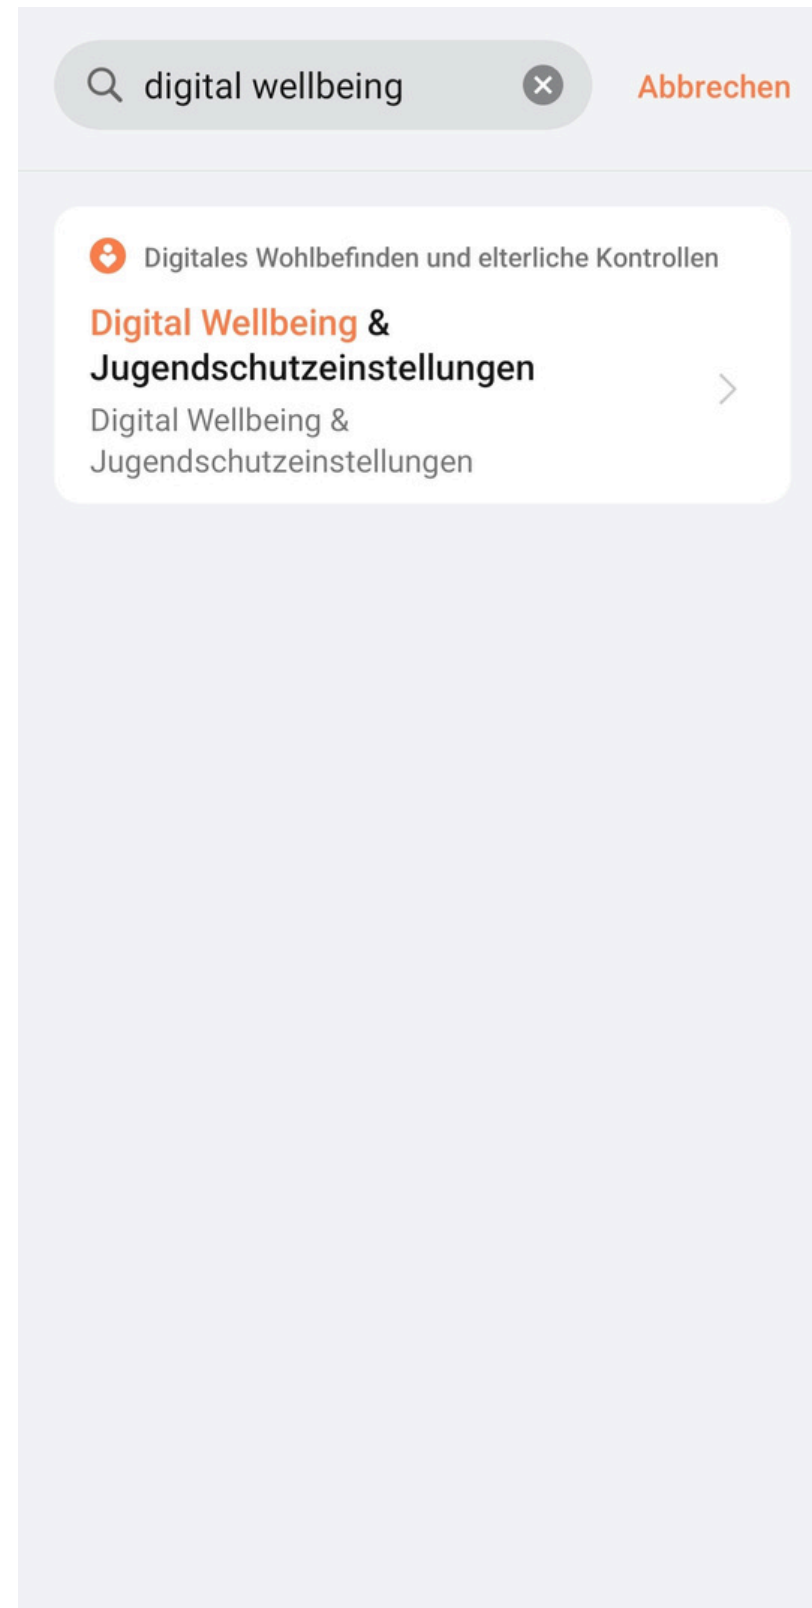 digital wellbeing
Abbrechen
Digitales Wohlbefinden und elterliche Kontrollen
Digital Wellbeing &
Jugendschutzeinstellungen
Digital Wellbeing &
Jugendschutzeinstellungen